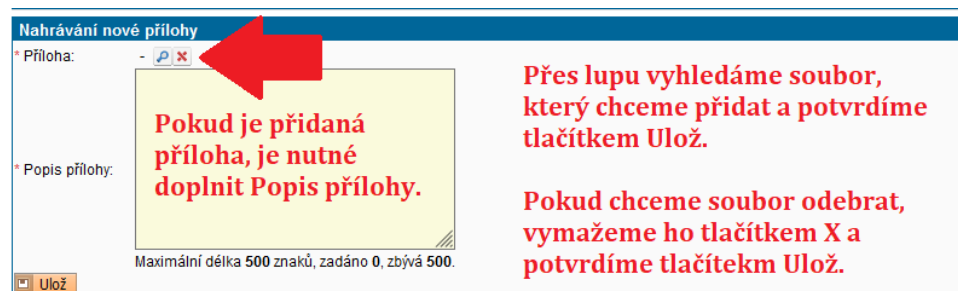 Nahrávání nové přílohy
* Příloha: -
Pokud je přidaná
příloha, je nutné
doplnit Popis přílohy.
* Popis přílohy:
Maximální délka 500 znaků, zadáno 0, zbývá 500.
Ulož
Přes lupu vyhledáme soubor,
který chceme přidat a potvrdíme
tlačítkem Ulož.
Pokud chceme soubor odebrat,
vymažeme ho tlačítkem X a
potvrdíme tlačítekm Ulož.